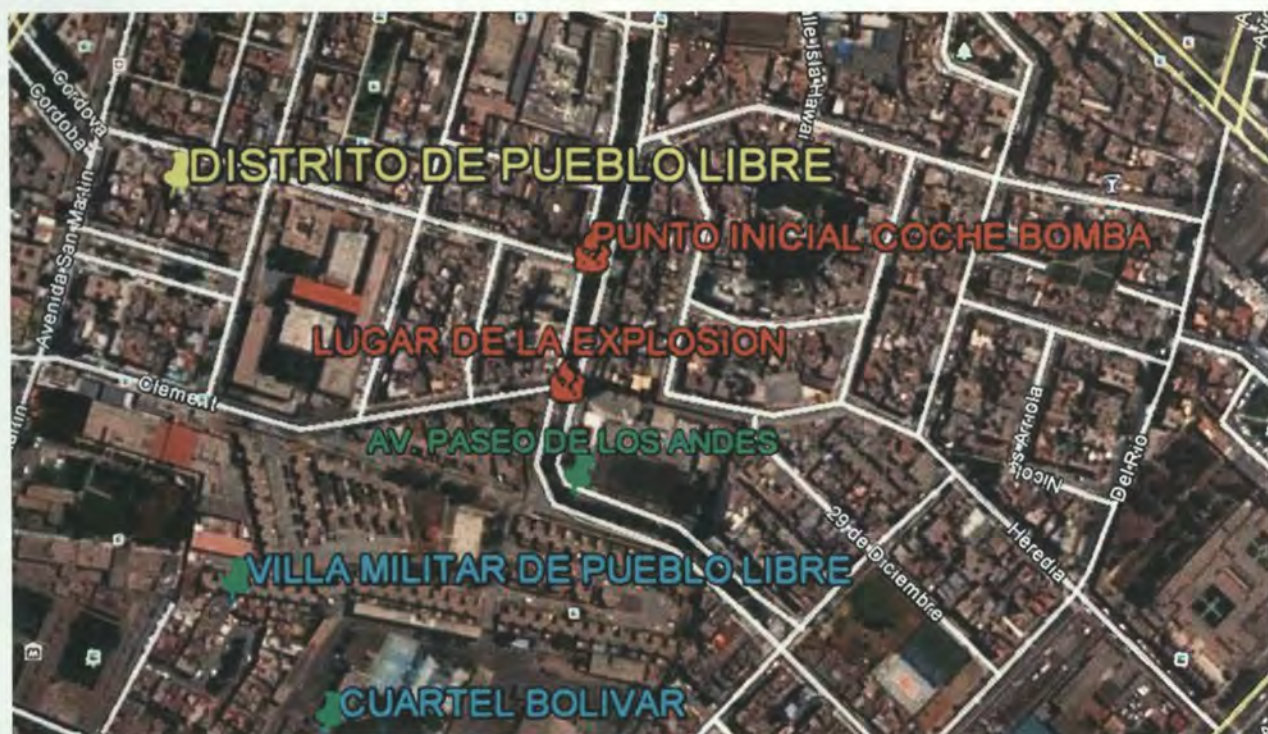 lle Isla Hawai
Cordova
Cordoba
DISTRITO DE PUEBLO LIBRE
Avenida San Martin
PUNTO INICIAL COCHE BOMBA
LUGAR DE LA EXPLOSION
Clement
AV. PASEO DE LOS ANDES
Nicolas Arriola
Del Rio
29 de Diciembre
Heredia
VILLA MILITAR DE PUEBLO LIBRE
CUARTEL BOLIVAR